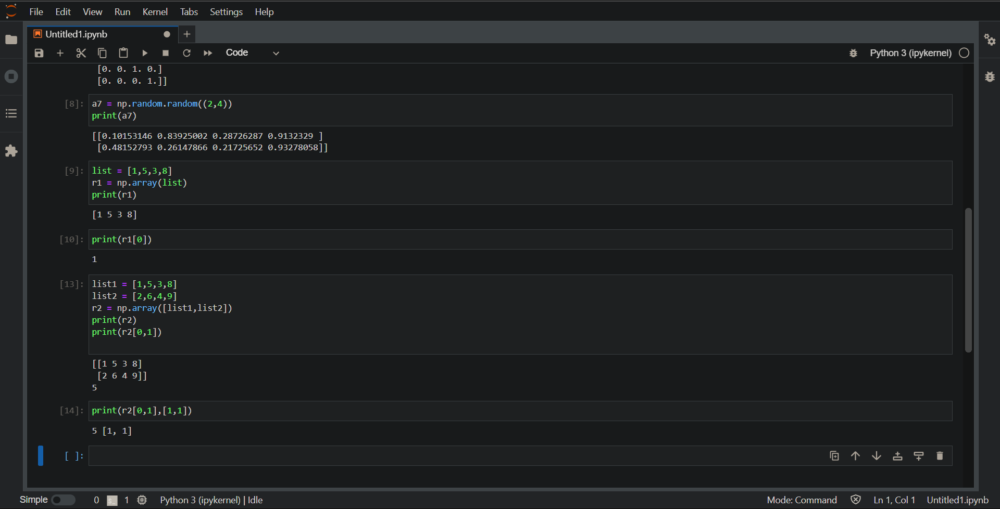 File Edit View Run Kernel Tabs Settings Help
Untitled1.ipynb
Code
Python 3 (ipykernel)
[0. 0. 1. 0.]
[0. 0. 0. 1.]]
[8]: a7 = np.random.random((2,4))
print(a7)
[[0.10153146 0.83925002 0.28726287 0.9132329 ]
[0.48152793 0.26147866 0.21725652 0.93278058]]
[9]: list = [1,5,3,8]
r1 = np.array(list)
print(r1)
[1 5 3 8]
[10]: print(r1[0])
1
[13]: list1 = [1,5,3,8]
list2 = [2,6,4,9]
r2 = np.array([list1,list2])
print(r2)
print(r2[0,1])
[[1 5 3 8]
[2 6 4 9]]
5
[14]: print(r2[0,1],[1,1])
5 [1, 1]
[ ]:
Simple 0 $_ 1 Python 3 (ipykernel) | Idle Mode: Command Ln 1, Col 1 Untitled1.ipynb